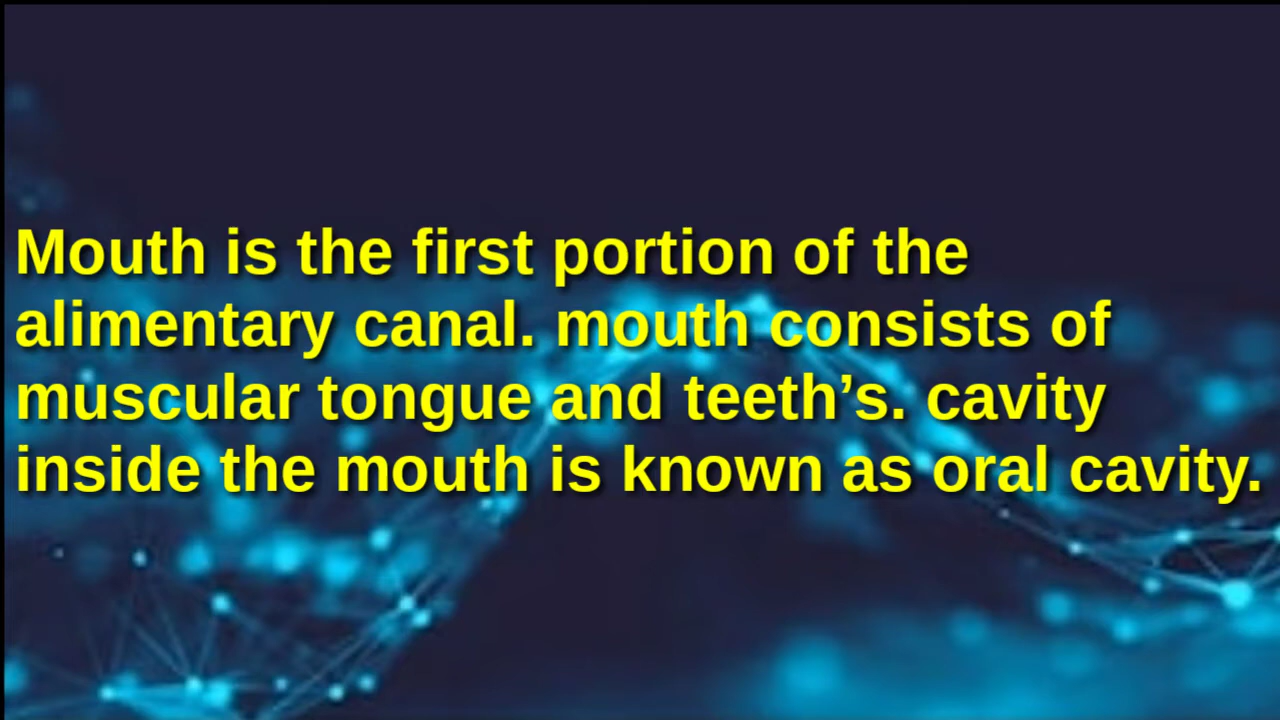 Mouth is the first portion of the
alimentary canal. mouth consists of
muscular tongue and teeth’s. cavity
inside the mouth is known as oral cavity.